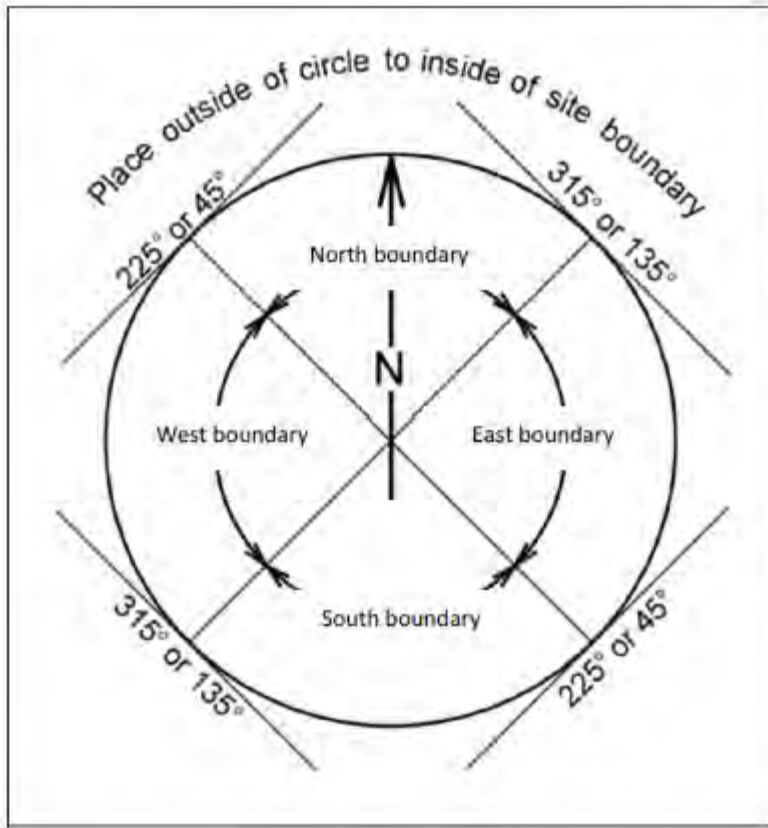 Place outside of circle to inside of site boundary
225° or 45°
315° or 135°
North boundary
N
West boundary
East boundary
South boundary
315° or 135°
225° or 45°